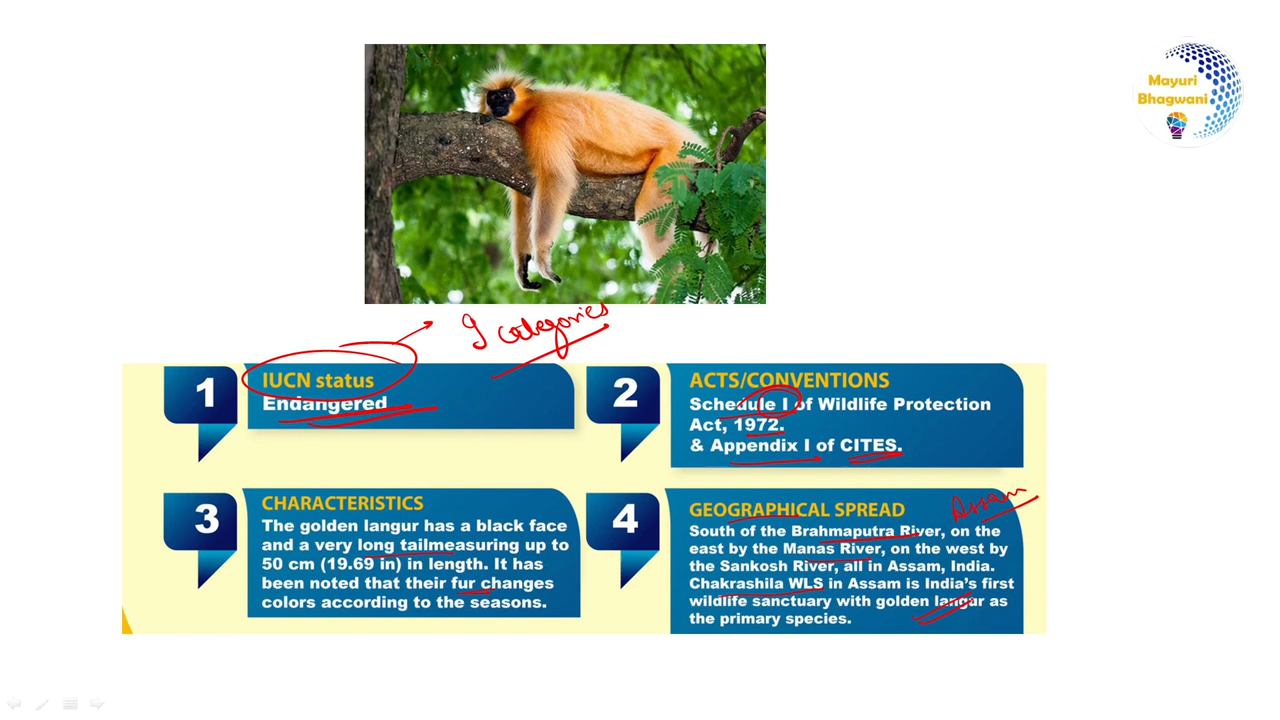 Mayuri
Bhagwani
9 categories
1
IUCN status
Endangered
2
ACTS/CONVENTIONS
Schedule I of Wildlife Protection
Act, 1972.
& Appendix I of CITES.
3
CHARACTERISTICS
The golden langur has a black face
and a very long tailmeasuring up to
50 cm (19.69 in) in length. It has
been noted that their fur changes
colors according to the seasons.
4
GEOGRAPHICAL SPREAD
Assam
South of the Brahmaputra River, on the
east by the Manas River, on the west by
the Sankosh River, all in Assam, India.
Chakrashila WLS in Assam is India's first
wildlife sanctuary with golden langur as
the primary species.